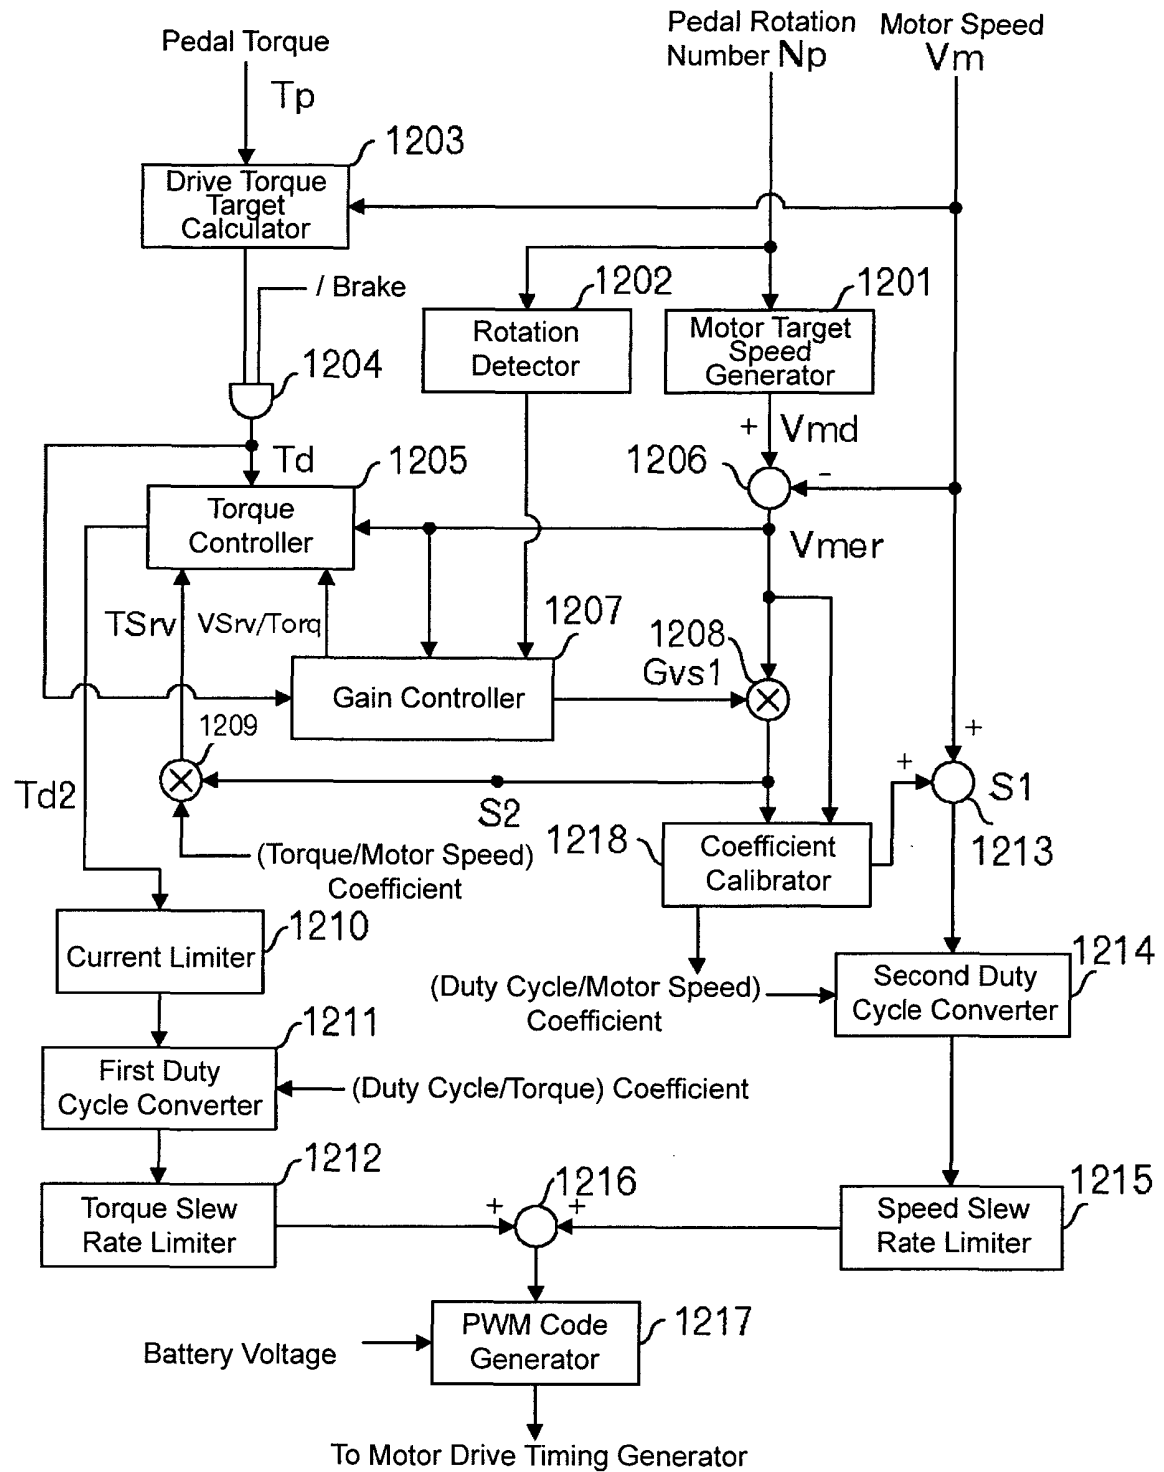 Pedal Torque
Pedal Rotation
Number Np
Motor Speed
Vm
Tp
1203
Drive Torque
Target
Calculator
/ Brake
1202
1201
Rotation
Detector
Motor Target
Speed
Generator
1204
+
Vmd
Td
1205
1206
-
Torque
Controller
Vmer
TSrv
VSrv/Torq
1207
1208
Gvs1
Gain Controller
1209
+
+
Td2
S2
S1
1213
(Torque/Motor Speed)
Coefficient
1218
Coefficient
Calibrator
1210
Current Limiter
1214
(Duty Cycle/Motor Speed)
Coefficient
Second Duty
Cycle Converter
1211
First Duty
Cycle Converter
(Duty Cycle/Torque) Coefficient
1212
1216
1215
Torque Slew
Rate Limiter
+
+
Speed Slew
Rate Limiter
1217
PWM Code
Generator
Battery Voltage
To Motor Drive Timing Generator